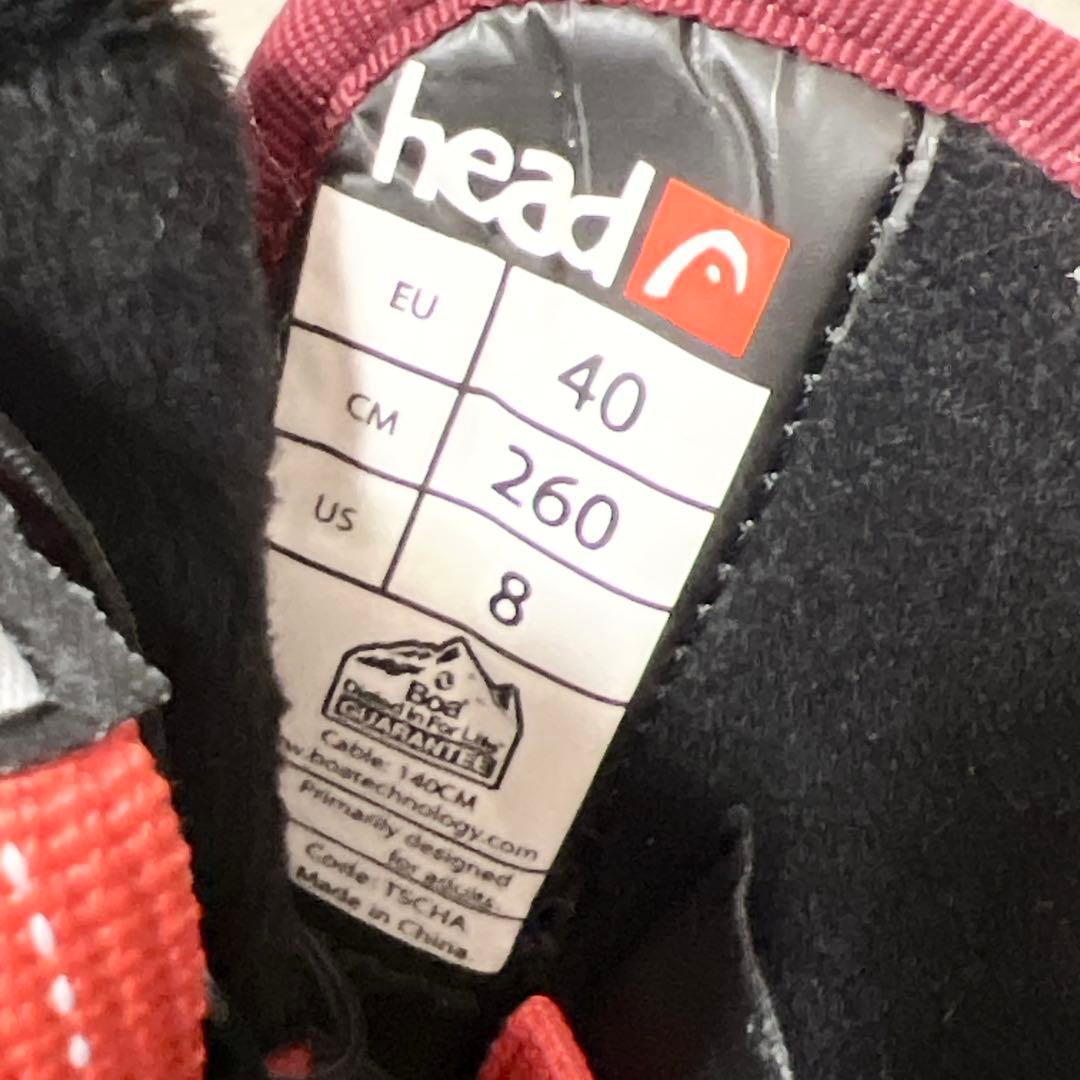 head
EU 40
CM 260
US 8
Boa
Dialed In For Life
GUARANTEE
Cable: 140CM
w.boatechnology.com
Primarily designed
for adults.
Code: TSCHA
Made in China